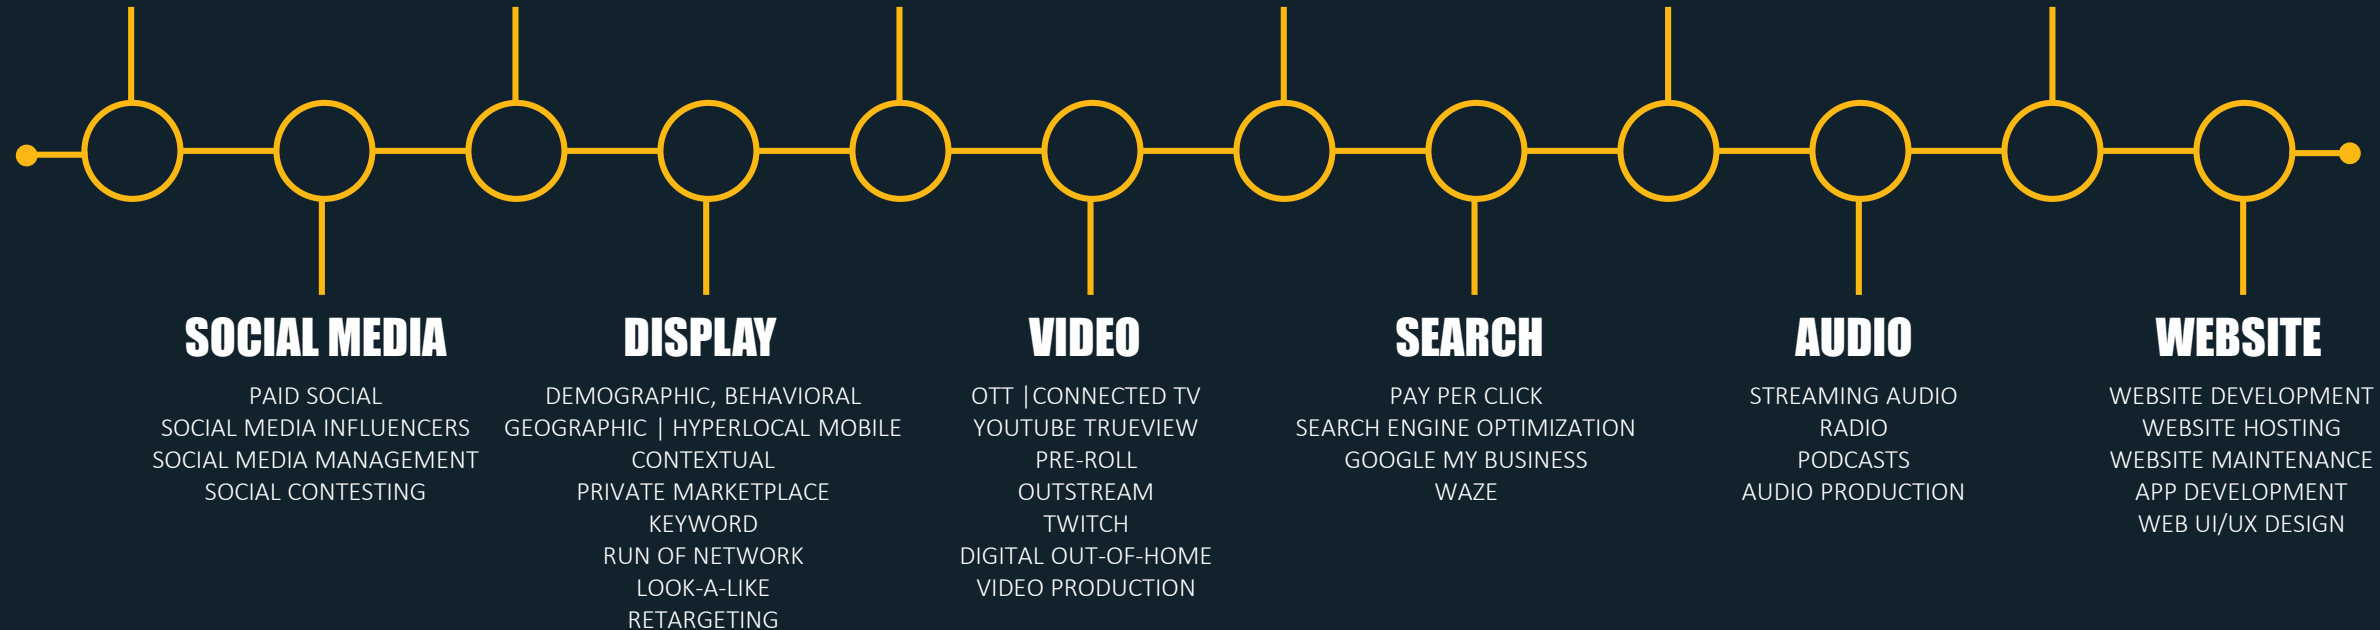 SOCIAL MEDIA
PAID SOCIAL
SOCIAL MEDIA INFLUENCERS
SOCIAL MEDIA MANAGEMENT
SOCIAL CONTESTING
DISPLAY
DEMOGRAPHIC, BEHAVIORAL
GEOGRAPHIC | HYPERLOCAL MOBILE
CONTEXTUAL
PRIVATE MARKETPLACE
KEYWORD
RUN OF NETWORK
LOOK-A-LIKE
RETARGETING
VIDEO
OTT |CONNECTED TV
YOUTUBE TRUEVIEW
PRE-ROLL
OUTSTREAM
TWITCH
DIGITAL OUT-OF-HOME
VIDEO PRODUCTION
SEARCH
PAY PER CLICK
SEARCH ENGINE OPTIMIZATION
GOOGLE MY BUSINESS
WAZE
AUDIO
STREAMING AUDIO
RADIO
PODCASTS
AUDIO PRODUCTION
WEBSITE
WEBSITE DEVELOPMENT
WEBSITE HOSTING
WEBSITE MAINTENANCE
APP DEVELOPMENT
WEB UI/UX DESIGN